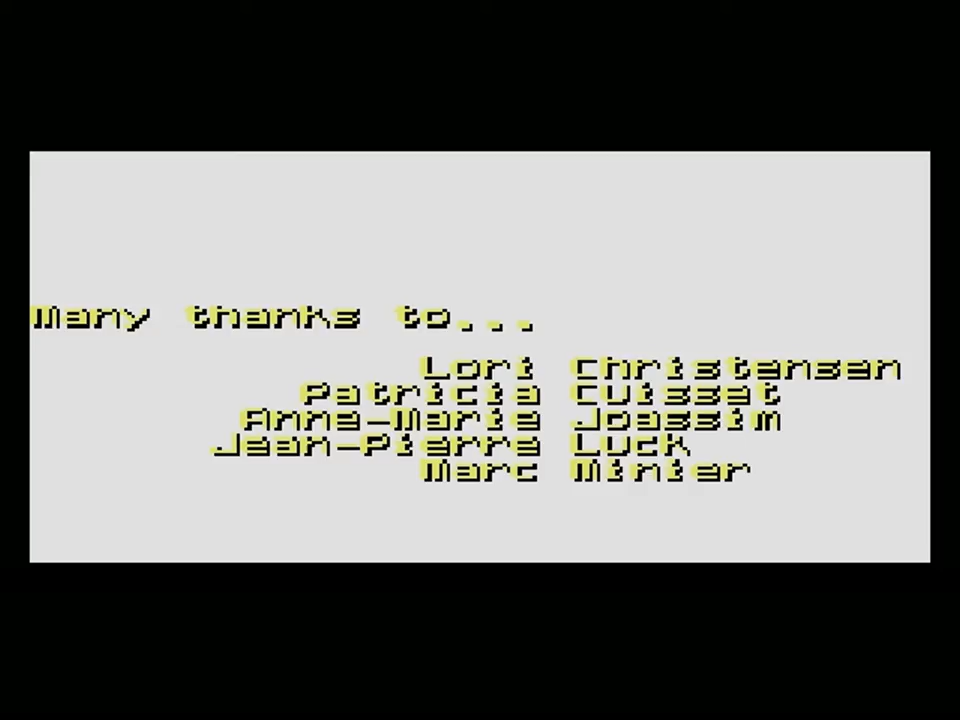 Many thanks to...
Lori Christensen
Patricia Cuisset
Anne-Marie Joassim
Jean-Pierre Luck
Marc Minier